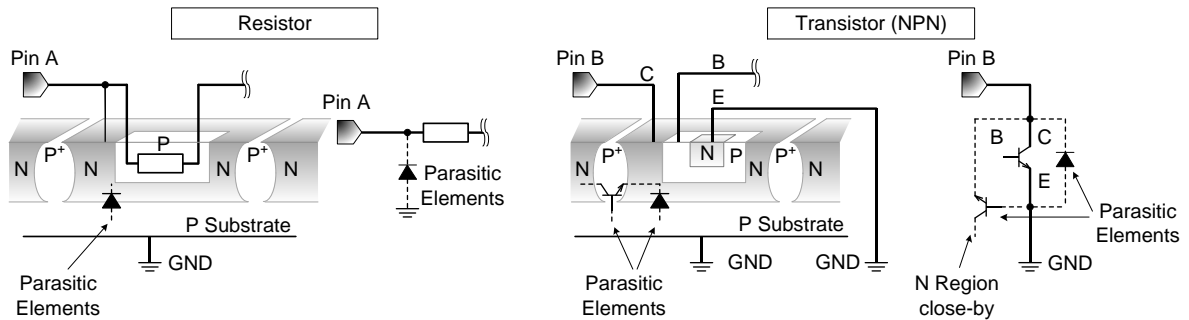 Resistor
Transistor (NPN)
Pin A
Pin A
P
N
P+
N
P+
N
N
Parasitic
Elements
P Substrate
GND
Parasitic
Elements
Pin B
C
B
E
N
P+
N
N
P
P+
N
N
P Substrate
GND
GND
Parasitic
Elements
Pin B
B
C
E
Parasitic
Elements
GND
N Region
close-by